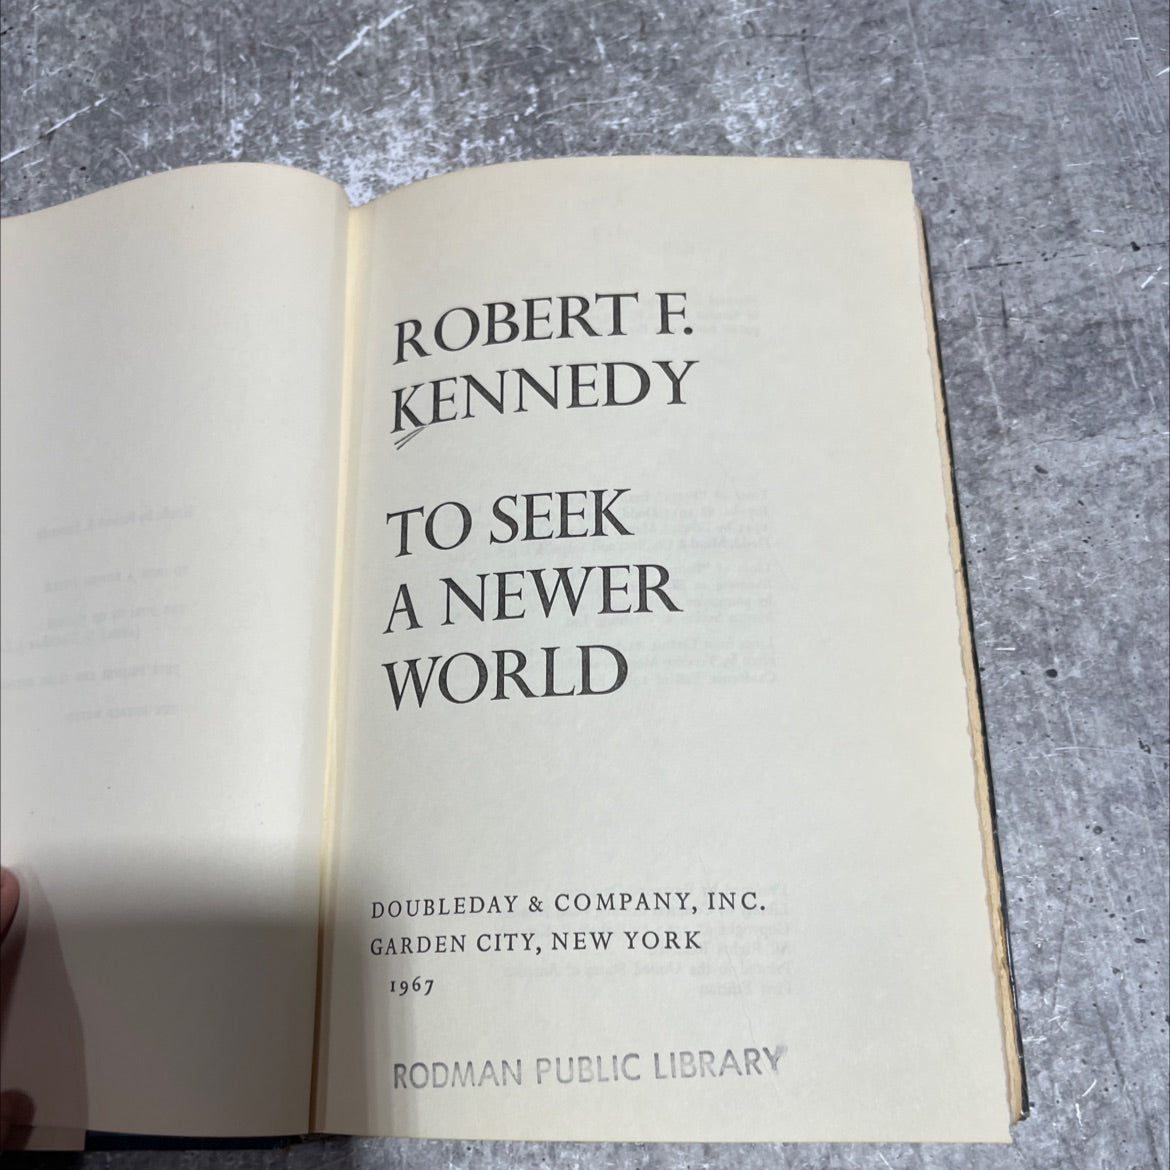 ROBERT F.
KENNEDY
TO SEEK
A NEWER
WORLD
DOUBLEDAY & COMPANY, INC.
GARDEN CITY, NEW YORK
1967
RODMAN PUBLIC LIBRARY